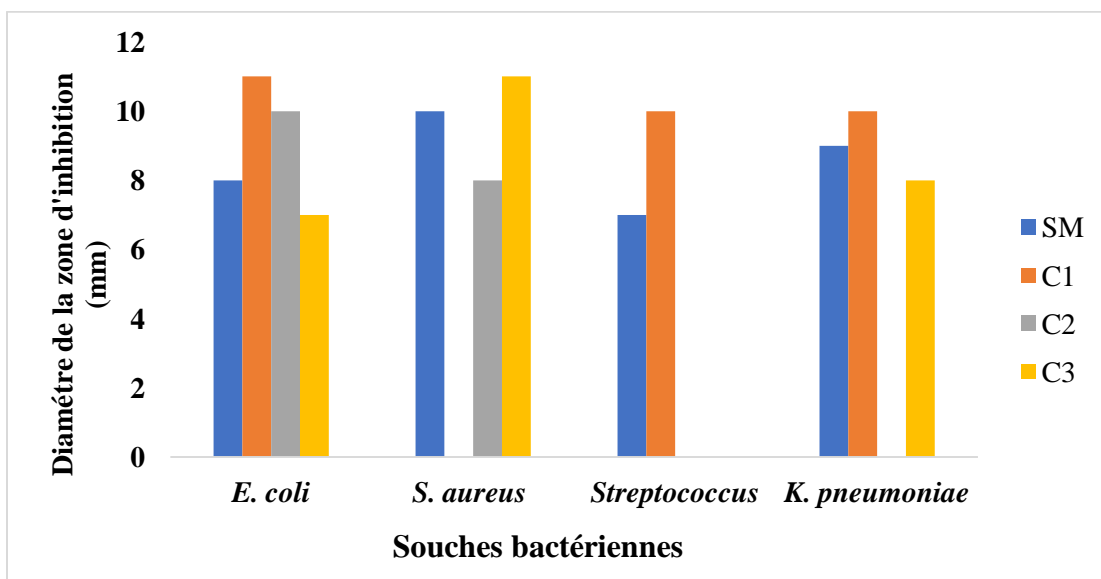 Diamétre de la zone d'inhibition
(mm)
12
10
8
6
4
2
0
E. coli
S. aureus
Streptococcus
K. pneumoniae
Souches bactériennes
SM
C1
C2
C3